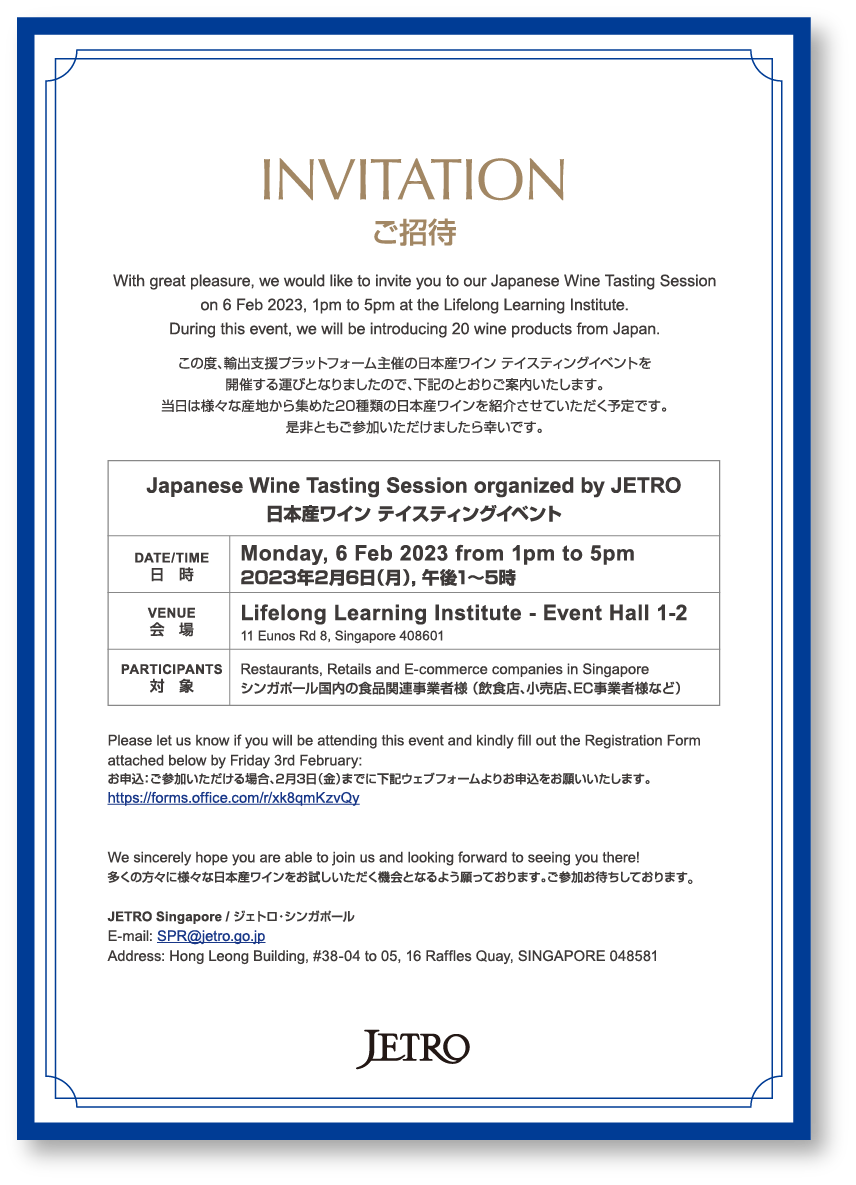 INVITATION
ご招待
With great pleasure, we would like to invite you to our Japanese Wine Tasting Session
on 6 Feb 2023, 1pm to 5pm at the Lifelong Learning Institute.
During this event, we will be introducing 20 wine products from Japan.
この度、輸出支援プラットフォーム主催の日本産ワイン テイスティングイベントを
開催する運びとなりましたので、下記のとおりご案内いたします。
当日は様々な産地から集めた20種類の日本産ワインを紹介させていただく予定です。
是非ともご参加いただけましたら幸いです。
Japanese Wine Tasting Session organized by JETRO
日本産ワイン テイスティングイベント
DATE/TIME
日 時
Monday, 6 Feb 2023 from 1pm to 5pm
2023年2月6日（月）, 午後1～5時
VENUE
会 場
Lifelong Learning Institute - Event Hall 1-2
11 Eunos Rd 8, Singapore 408601
PARTICIPANTS
対 象
Restaurants, Retails and E-commerce companies in Singapore
シンガポール国内の食品関連事業者様（飲食店、小売店、EC事業者様など）
Please let us know if you will be attending this event and kindly fill out the Registration Form
attached below by Friday 3rd February:
お申込：ご参加いただける場合、2月3日（金）までに下記ウェブフォームよりお申込をお願いいたします。
https://forms.office.com/r/xk8qmKzvQy
We sincerely hope you are able to join us and looking forward to seeing you there!
多くの方々に様々な日本産ワインをお試しいただく機会となるよう願っております。ご参加お待ちしております。
JETRO Singapore / ジェトロ・シンガポール
E-mail: SPR@jetro.go.jp
Address: Hong Leong Building, #38-04 to 05, 16 Raffles Quay, SINGAPORE 048581
JETRO